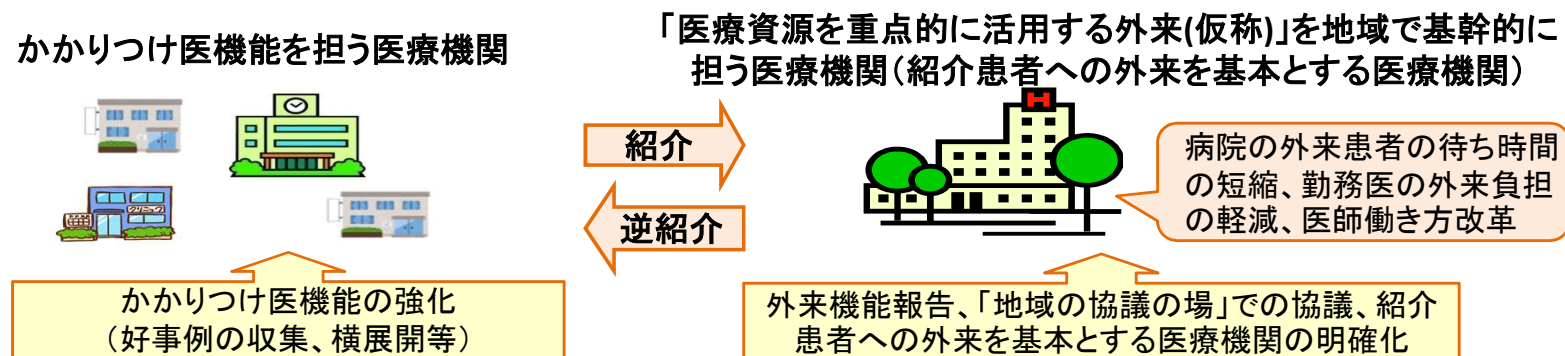 かかりつけ医機能を担う医療機関
「医療資源を重点的に活用する外来(仮称)」を地域で基幹的に
担う医療機関(紹介患者への外来を基本とする医療機関)
クリニック
H
紹介
逆紹介
病院の外来患者の待ち時間
の短縮、勤務医の外来負担
の軽減、医師働き方改革
かかりつけ医機能の強化
(好事例の収集、横展開等)
外来機能報告、「地域の協議の場」での協議、紹介
患者への外来を基本とする医療機関の明確化